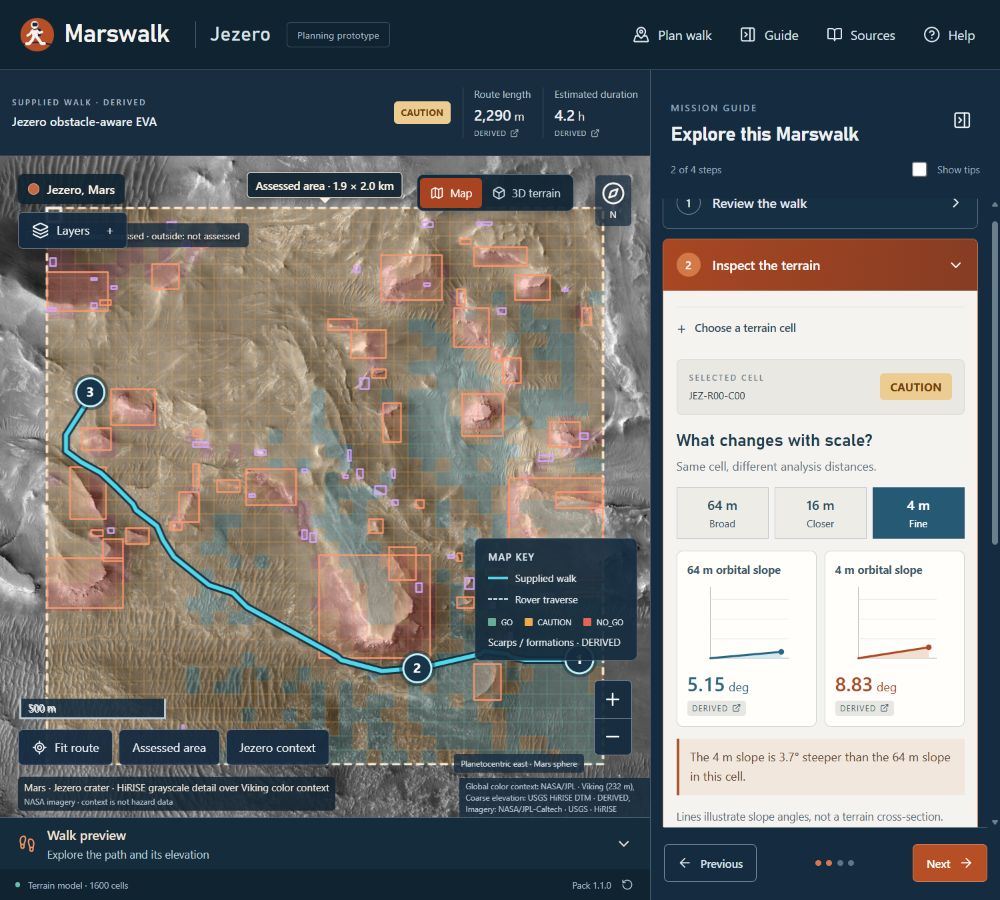 Marswalk
Jezero
Planning prototype
Plan walk
Guide
Sources
Help
SUPPLIED WALK · DERIVED
Jezero obstacle-aware EVA
CAUTION
Route length
2,290 m
DERIVED
Estimated duration
4.2 h
DERIVED
Jezero, Mars
Assessed area · 1.9 × 2.0 km
Map
3D terrain
N
Layers +
ssed · outside: not assessed
3
2
MAP KEY
Supplied walk
Rover traverse
GO
CAUTION
NO_GO
Scarps / formations · DERIVED
500 m
+
−
Fit route
Assessed area
Jezero context
Planetocentric east · Mars sphere
Mars · Jezero crater · HiRISE grayscale detail over Viking color context
NASA imagery · context is not hazard data
Global color context: NASA/JPL · Viking (232 m),
Coarse elevation: USGS HiRISE DTM · DERIVED,
Imagery: NASA/JPL-Caltech · USGS · HiRISE
Walk preview
Explore the path and its elevation
Terrain model · 1600 cells
Pack 1.1.0
MISSION GUIDE
Explore this Marswalk
2 of 4 steps
Show tips
1
Review the walk
2
Inspect the terrain
+ Choose a terrain cell
SELECTED CELL
JEZ-R00-C00
CAUTION
What changes with scale?
Same cell, different analysis distances.
64 m
Broad
16 m
Closer
4 m
Fine
64 m orbital slope
5.15 deg
DERIVED
4 m orbital slope
8.83 deg
DERIVED
The 4 m slope is 3.7° steeper than the 64 m slope
in this cell.
Lines illustrate slope angles, not a terrain cross-section.
Previous
Next